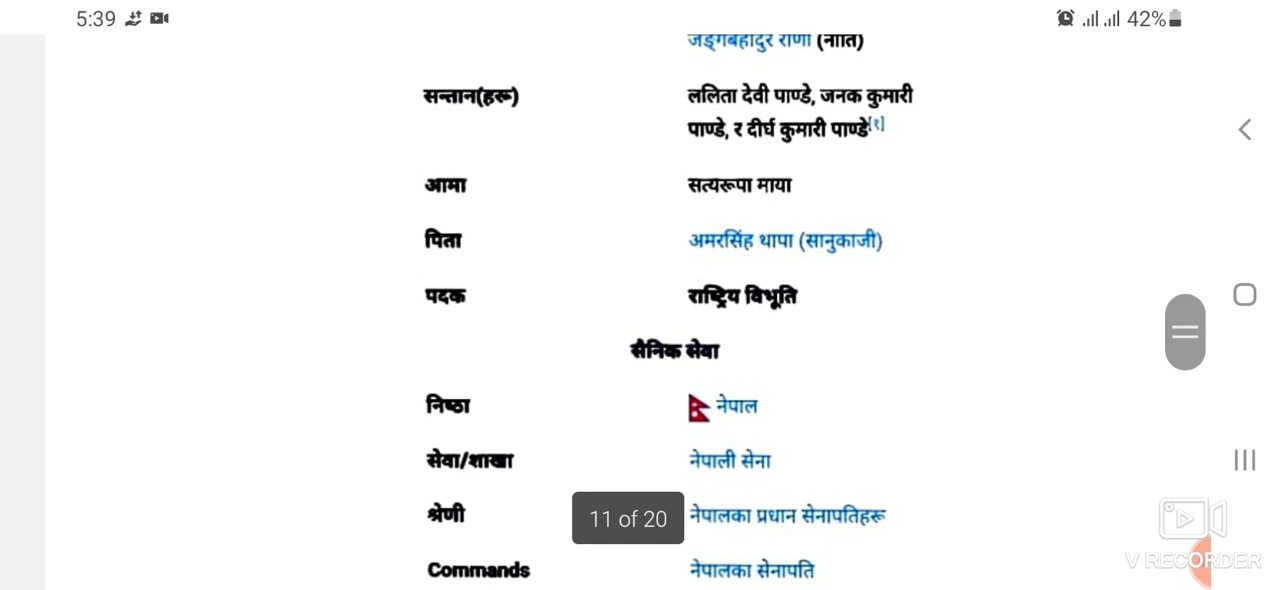 5:39 42%
जङ्गबहादुर राणा (नाति)
सन्तान(हरू) ललिता देवी पाण्डे, जनक कुमारी
पाण्डे, र दीर्घ कुमारी पाण्डे[१]
आमा सत्यरूपा माया
पिता अमरसिंह थापा (सानुकाजी)
पदक राष्ट्रिय विभूति
सैनिक सेवा
निष्ठा नेपाल
सेवा/शाखा नेपाली सेना
श्रेणी नेपालका प्रधान सेनापतिहरू
11 of 20
Commands नेपालका सेनापति
V RECORDER